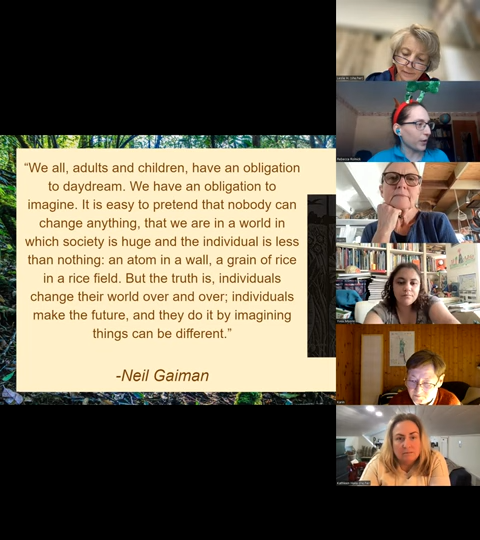 “We all, adults and children, have an obligation
to daydream. We have an obligation to
imagine. It is easy to pretend that nobody can
change anything, that we are in a world in
which society is huge and the individual is less
than nothing: an atom in a wall, a grain of rice
in a rice field. But the truth is, individuals
change their world over and over; individuals
make the future, and they do it by imagining
things can be different.”
-Neil Gaiman